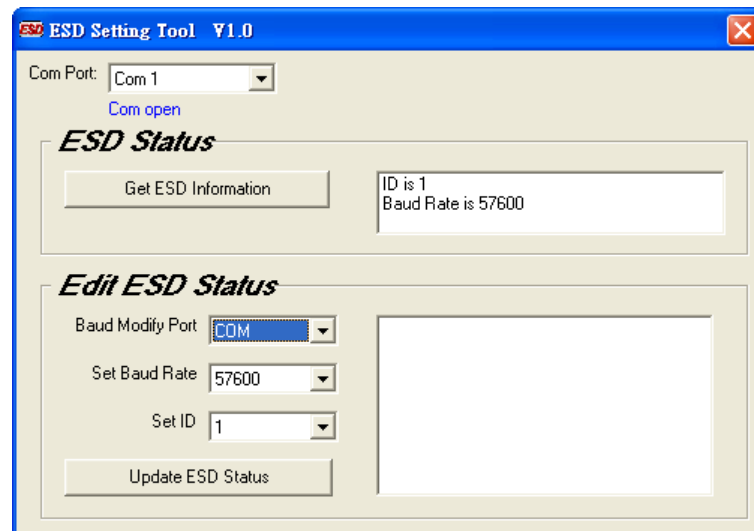 ESD ESD Setting Tool V1.0
Com Port: Com 1
Com open
ESD Status
Get ESD Information
ID is 1
Baud Rate is 57600
Edit ESD Status
Baud Modify Port COM
Set Baud Rate 57600
Set ID 1
Update ESD Status